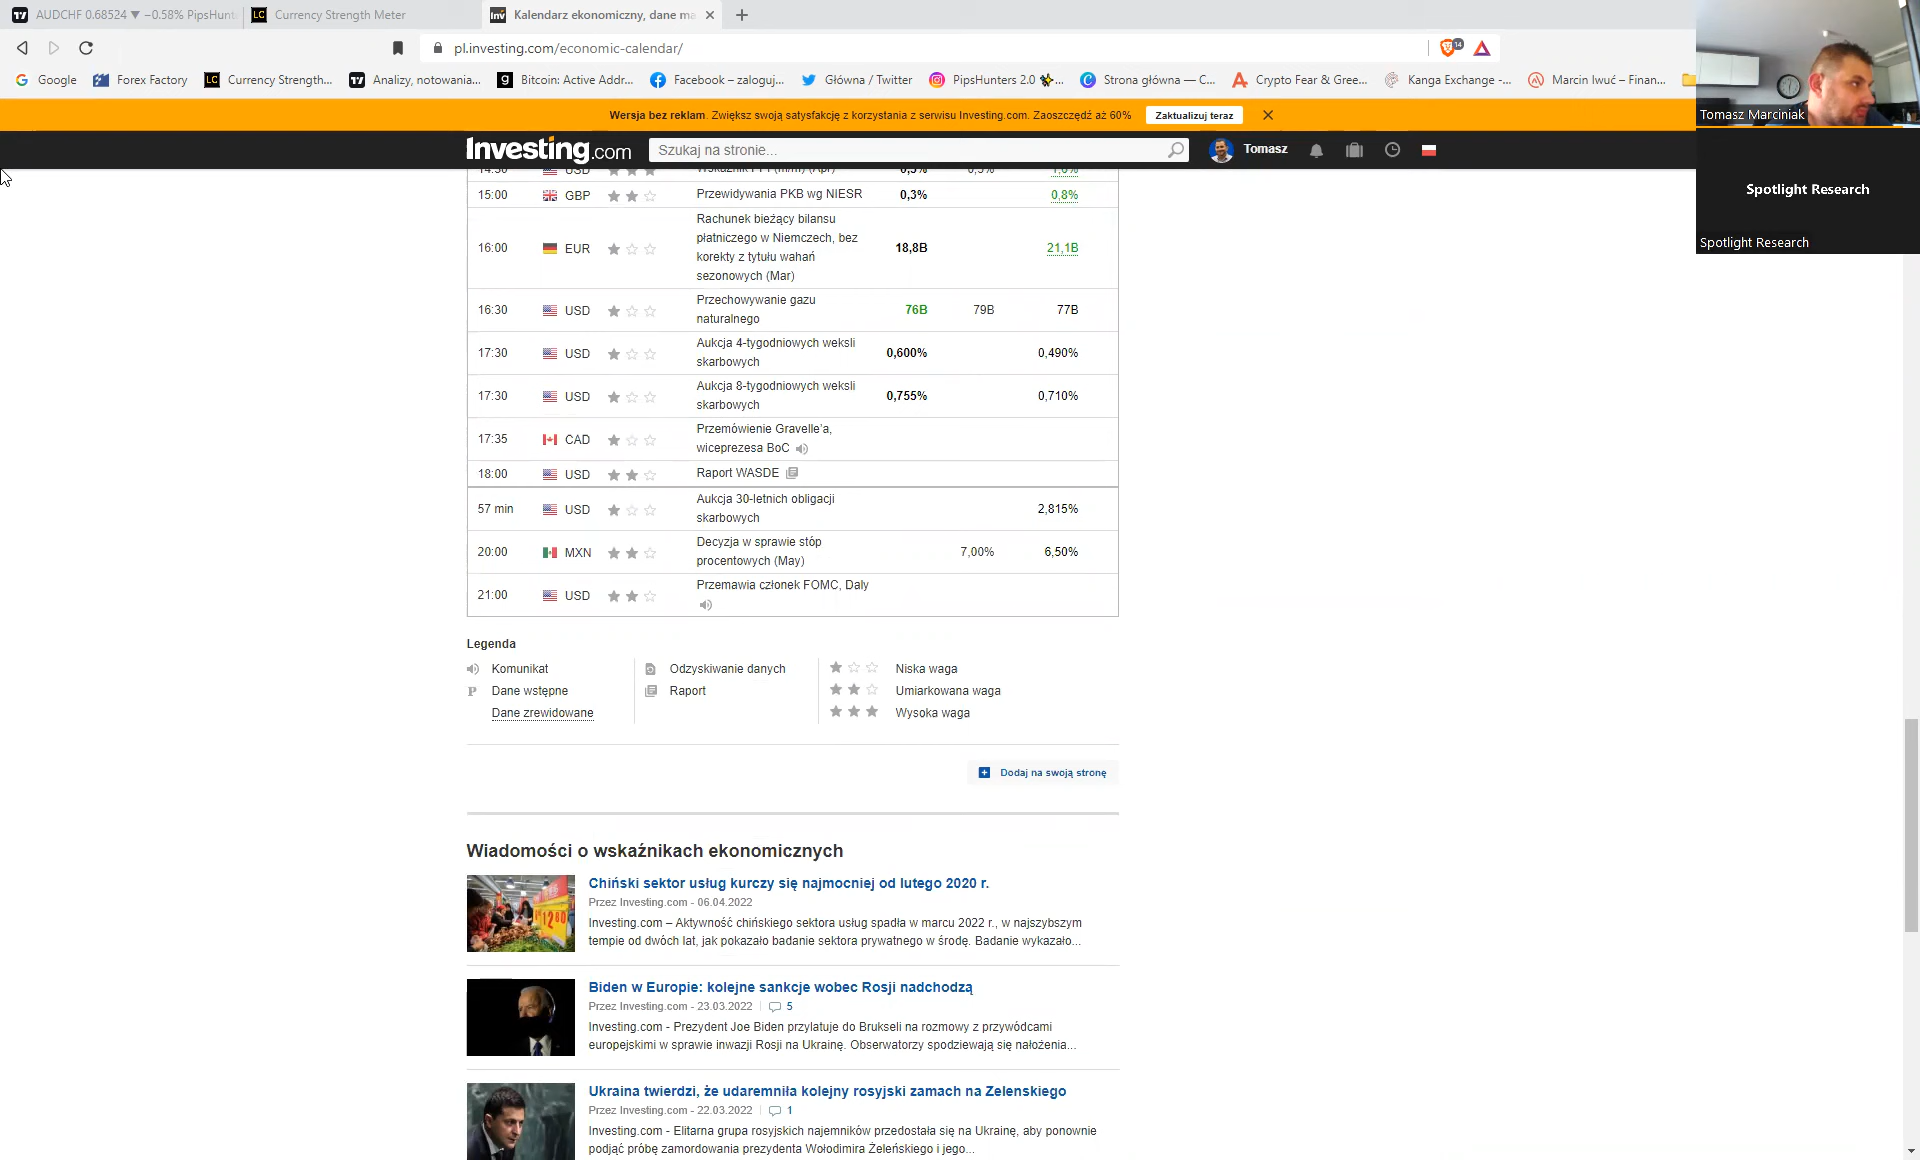 AUDCHF 0.68524 ▼ −0.58% PipsHunt
Currency Strength Meter
Kalendarz ekonomiczny, dane ma
pl.investing.com/economic-calendar/
14
Google
Forex Factory
Currency Strength...
Analizy, notowania...
Bitcoin: Active Addr...
Facebook – zaloguj...
Główna / Twitter
PipsHunters 2.0
Strona główna — C...
Crypto Fear & Gree...
Kanga Exchange -...
Marcin Iwuć – Finan...
Wersja bez reklam. Zwiększ swoją satysfakcję z korzystania z serwisu Investing.com. Zaoszczędź aż 60%
Zaktualizuj teraz
Investing.com
Szukaj na stronie...
Tomasz
Tomasz Marciniak
Spotlight Research
Spotlight Research
15:00 GBP Przewidywania PKB wg NIESR 0,3% 0,8%
16:00 EUR Rachunek bieżący bilansu
płatniczego w Niemczech, bez
korekty z tytułu wahań
sezonowych (Mar) 18,8B 21,1B
16:30 USD Przechowywanie gazu
naturalnego 76B 79B 77B
17:30 USD Aukcja 4-tygodniowych weksli
skarbowych 0,600% 0,490%
17:30 USD Aukcja 8-tygodniowych weksli
skarbowych 0,755% 0,710%
17:35 CAD Przemówienie Gravelle'a,
wiceprezesa BoC
18:00 USD Raport WASDE
57 min USD Aukcja 30-letnich obligacji
skarbowych 2,815%
20:00 MXN Decyzja w sprawie stóp
procentowych (May) 7,00% 6,50%
21:00 USD Przemawia członek FOMC, Daly
Legenda
Komunikat
Dane wstępne
Dane zrewidowane
Odzyskiwanie danych
Raport
Niska waga
Umiarkowana waga
Wysoka waga
Dodaj na swoją stronę
Wiadomości o wskaźnikach ekonomicznych
Chiński sektor usług kurczy się najmocniej od lutego 2020 r.
Przez Investing.com - 06.04.2022
Investing.com – Aktywność chińskiego sektora usług spadła w marcu 2022 r., w najszybszym
tempie od dwóch lat, jak pokazało badanie sektora prywatnego w środę. Badanie wykazało...
Biden w Europie: kolejne sankcje wobec Rosji nadchodzą
Przez Investing.com - 23.03.2022 5
Investing.com - Prezydent Joe Biden przylatuje do Brukseli na rozmowy z przywódcami
europejskimi w sprawie inwazji Rosji na Ukrainę. Obserwatorzy spodziewają się nałożenia...
Ukraina twierdzi, że udaremniła kolejny rosyjski zamach na Zelenskiego
Przez Investing.com - 22.03.2022 1
Investing.com - Elitarna grupa rosyjskich najemników przedostała się na Ukrainę, aby ponownie
podjąć próbę zamordowania prezydenta Wołodimira Żeleńskiego i jego...